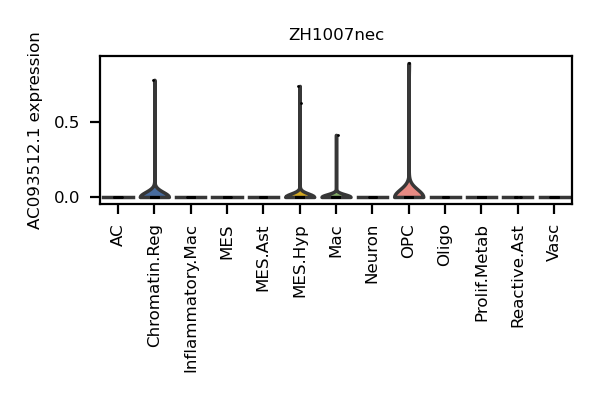 ZH1007nec
AC093512.1 expression
0.5
0.0
AC
Chromatin.Reg
Inflammatory.Mac
MES
MES.Ast
MES.Hyp
Mac
Neuron
OPC
Oligo
Prolif.Metab
Reactive.Ast
Vasc